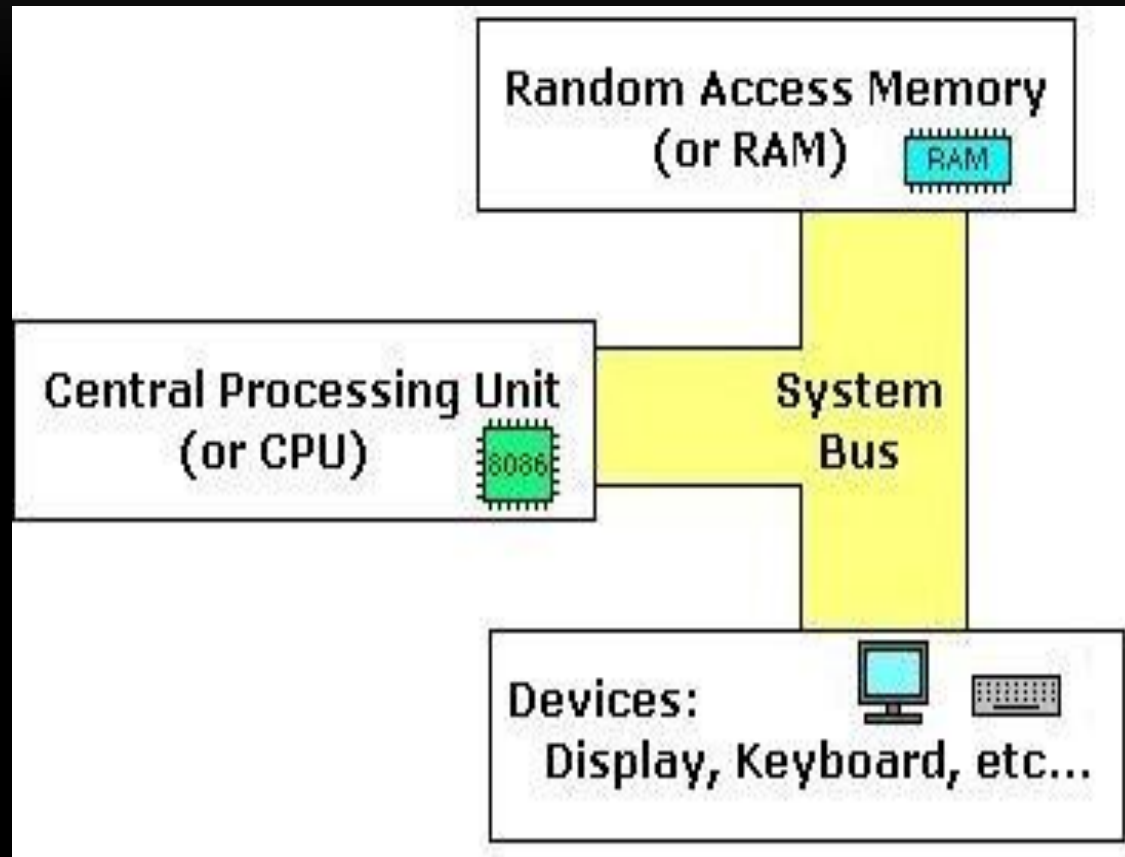 Random Access Memory
(or RAM)
RAM
Central Processing Unit
(or CPU)
8086
System
Bus
Devices:
Display, Keyboard, etc...